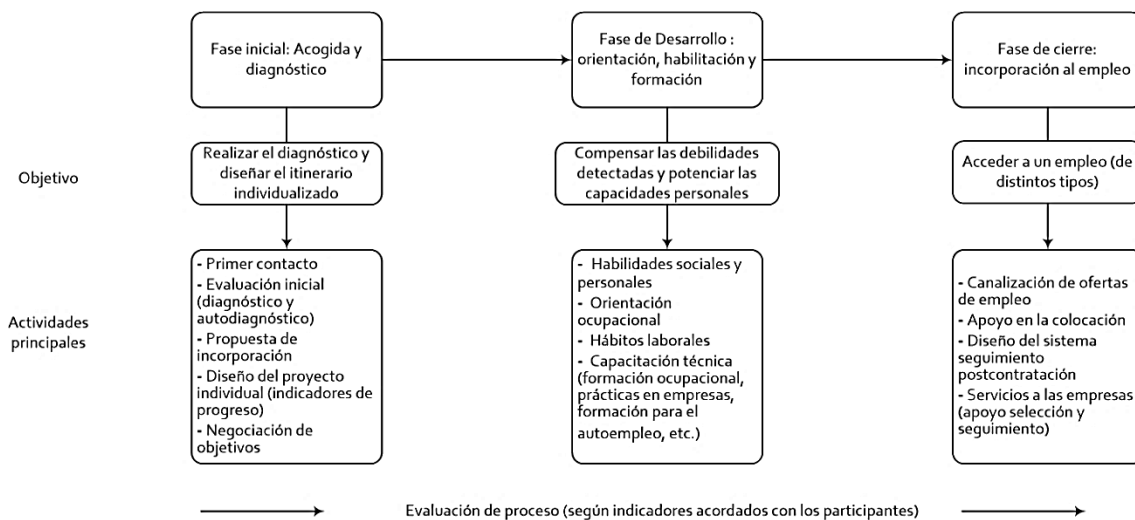 Fase inicial: Acogida y
diagnóstico
Fase de Desarrollo :
orientación, habilitación y
formación
Fase de cierre:
incorporación al empleo
Objetivo
Realizar el diagnóstico y
diseñar el itinerario
individualizado
Compensar las debilidades
detectadas y potenciar las
capacidades personales
Acceder a un empleo (de
distintos tipos)
Actividades
principales
- Primer contacto
- Evaluación inicial
(diagnóstico y
autodiagnóstico)
- Propuesta de
incorporación
- Diseño del proyecto
individual (indicadores de
progreso)
- Negociación de
objetivos
- Habilidades sociales y
personales
- Orientación
ocupacional
- Hábitos laborales
- Capacitación técnica
(formación ocupacional,
prácticas en empresas,
formación para el
autoempleo, etc.)
- Canalización de ofertas
de empleo
- Apoyo en la colocación
- Diseño del sistema
seguimiento
postcontratación
- Servicios a las empresas
(apoyo selección y
seguimiento)
Evaluación de proceso (según indicadores acordados con los participantes)